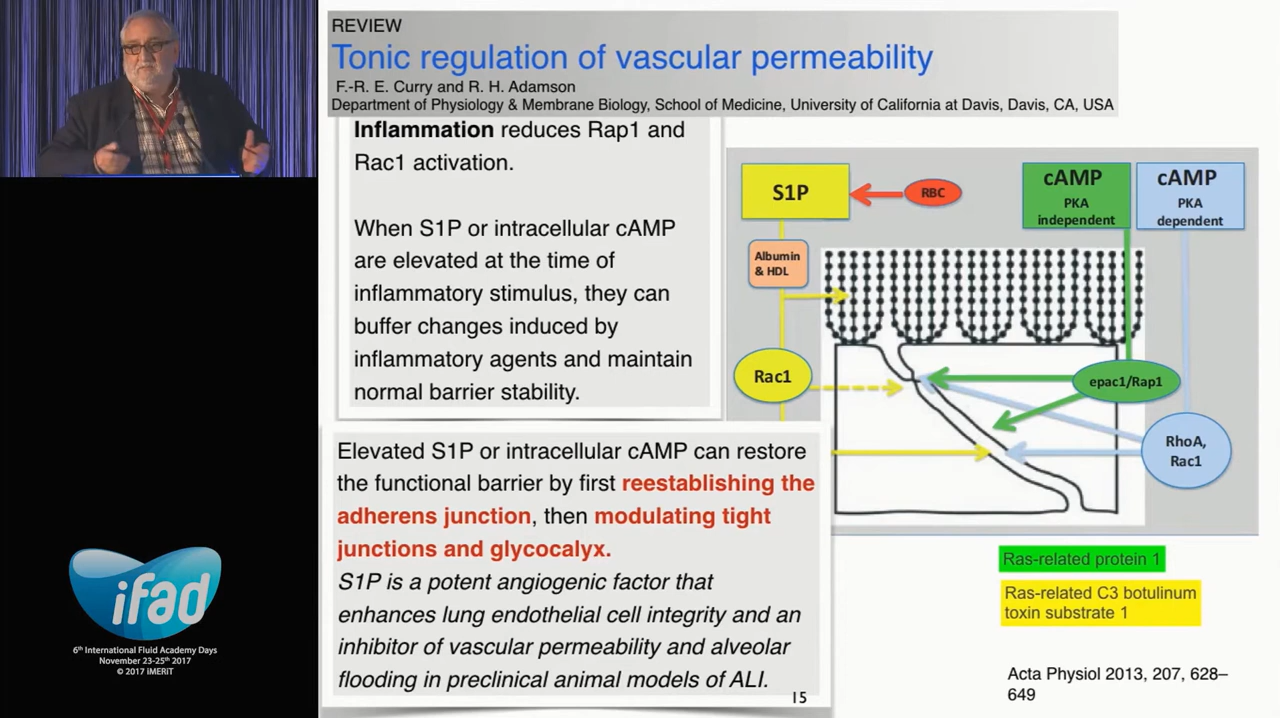 REVIEW
Tonic regulation of vascular permeability
F.-R. E. Curry and R. H. Adamson
Department of Physiology & Membrane Biology, School of Medicine, University of California at Davis, Davis, CA, USA
Inflammation reduces Rap1 and
Rac1 activation.
When S1P or intracellular cAMP
are elevated at the time of
inflammatory stimulus, they can
buffer changes induced by
inflammatory agents and maintain
normal barrier stability.
Elevated S1P or intracellular cAMP can restore
the functional barrier by first reestablishing the
adherens junction, then modulating tight
junctions and glycocalyx.
S1P is a potent angiogenic factor that
enhances lung endothelial cell integrity and an
inhibitor of vascular permeability and alveolar
flooding in preclinical animal models of ALI.
15
S1P
RBC
cAMP
PKA
independent
cAMP
PKA
dependent
Albumin
& HDL
Rac1
epac1/Rap1
RhoA,
Rac1
Ras-related protein 1
Ras-related C3 botulinum
toxin substrate 1
Acta Physiol 2013, 207, 628–
649
ifad
6th International Fluid Academy Days
November 23-25th 2017
© 2017 iMERiT